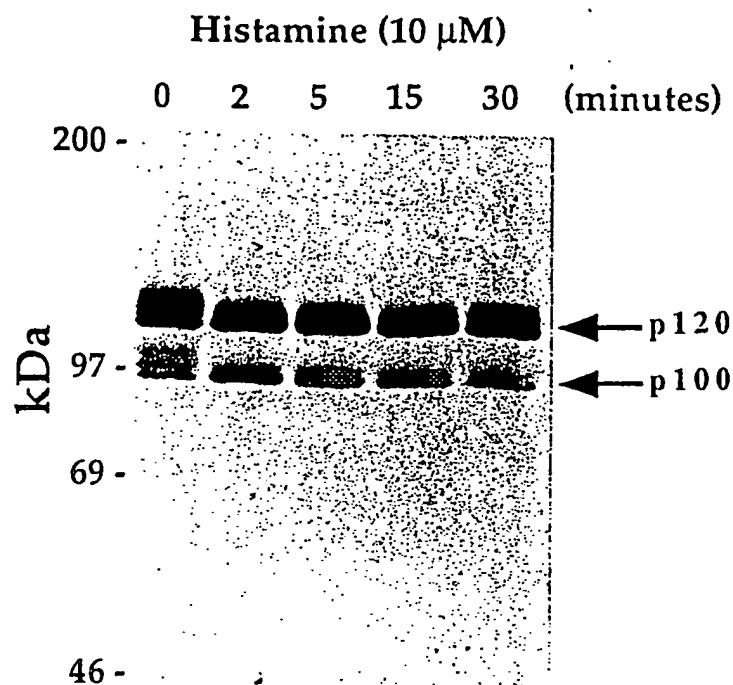 Histamine (10 µM)
0 2 5 15 30 (minutes)
200 -
p120
97 -
p100
kDa
69 -
46 -